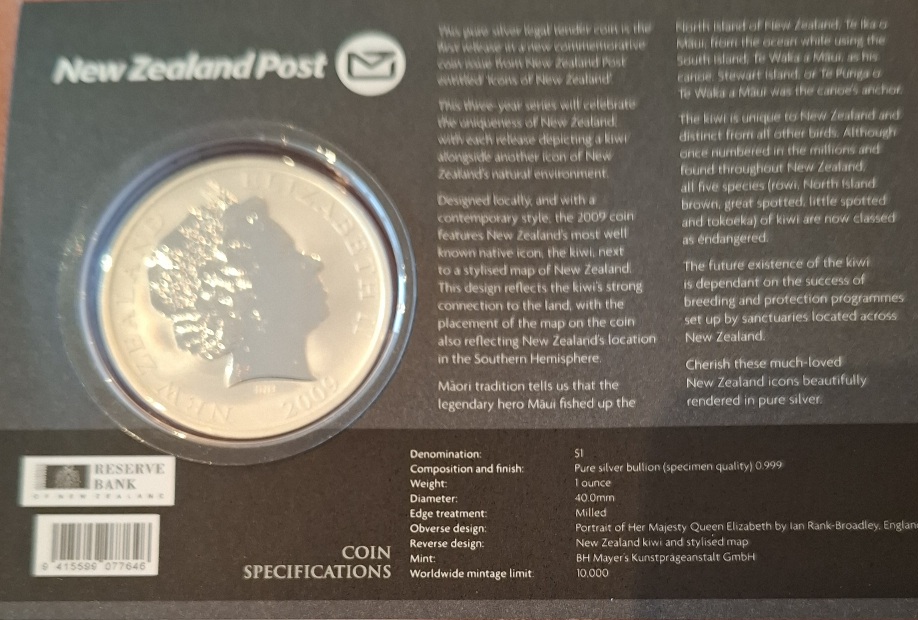 New Zealand Post
ELIZABETH II
NEW ZEALAND
2009
RESERVE
BANK
OF NEW ZEALAND
9 415599 077646
This pure silver legal tender coin is the
first release in a new commemorative
coin issue from New Zealand Post
entitled 'Icons of New Zealand'.
This three-year series will celebrate
the uniqueness of New Zealand,
with each release depicting a kiwi
alongside another icon of New
Zealand's natural environment.
Designed locally, and with a
contemporary style, the 2009 coin
features New Zealand's most well
known native icon, the kiwi, next
to a stylised map of New Zealand.
This design reflects the kiwi's strong
connection to the land, with the
placement of the map on the coin
also reflecting New Zealand's location
in the Southern Hemisphere.
Māori tradition tells us that the
legendary hero Māui fished up the
North Island of New Zealand, Te Ika a
Māui, from the ocean while using the
South Island, Te Waka a Māui, as his
canoe. Stewart Island, or Te Punga o
Te Waka a Māui was the canoe's anchor.
The kiwi is unique to New Zealand and
distinct from all other birds. Although
once numbered in the millions and
found throughout New Zealand,
all five species (rowi, North Island
brown, great spotted, little spotted
and tokoeka) of kiwi are now classed
as endangered.
The future existence of the kiwi
is dependant on the success of
breeding and protection programmes
set up by sanctuaries located across
New Zealand.
Cherish these much-loved
New Zealand icons beautifully
rendered in pure silver.
COIN
SPECIFICATIONS
Denomination: $1
Composition and finish: Pure silver bullion (specimen quality) 0.999
Weight: 1 ounce
Diameter: 40.0mm
Edge treatment: Milled
Obverse design: Portrait of Her Majesty Queen Elizabeth by Ian Rank-Broadley, England
Reverse design: New Zealand kiwi and stylised map
Mint: BH Mayer's Kunstprägeanstalt GmbH
Worldwide mintage limit: 10,000